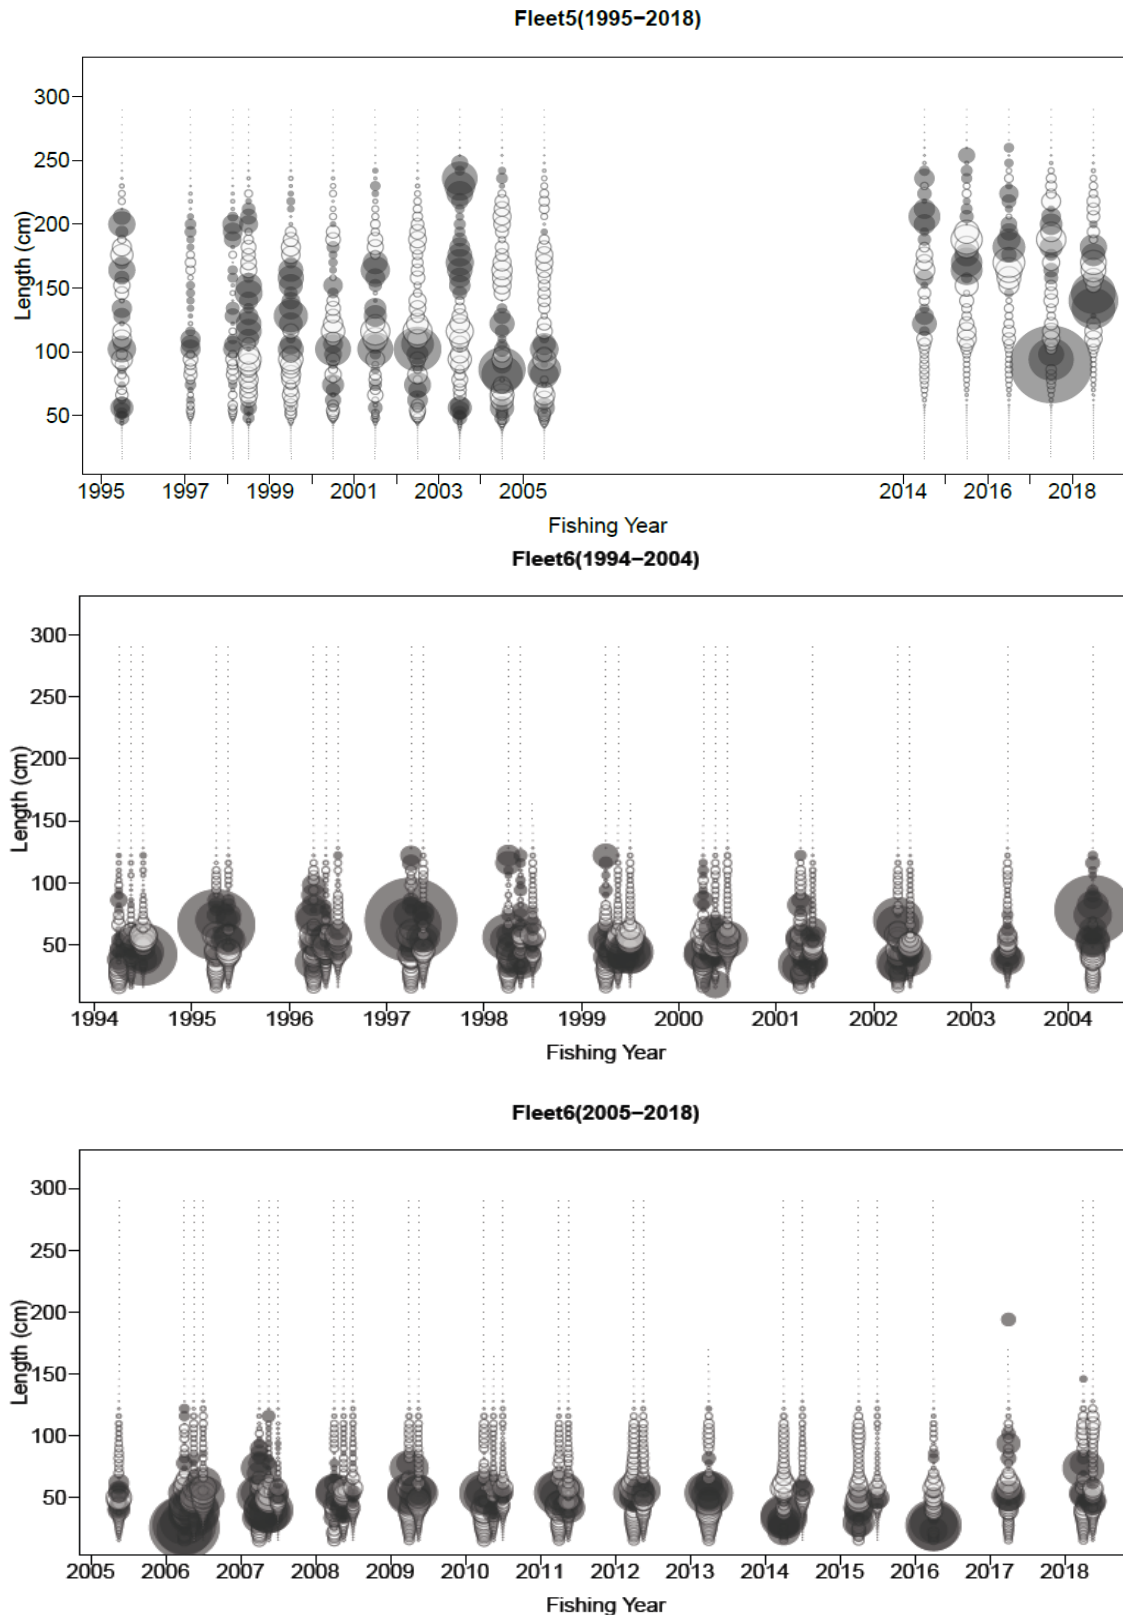 Fleet5(1995−2018)
300
250
200
150
100
50
Length (cm)
1995 1997 1999 2001 2003 2005 2014 2016 2018
Fishing Year
Fleet6(1994−2004)
300
250
200
150
100
50
Length (cm)
1994 1995 1996 1997 1998 1999 2000 2001 2002 2003 2004
Fishing Year
Fleet6(2005−2018)
300
250
200
150
100
50
Length (cm)
2005 2006 2007 2008 2009 2010 2011 2012 2013 2014 2015 2016 2017 2018
Fishing Year